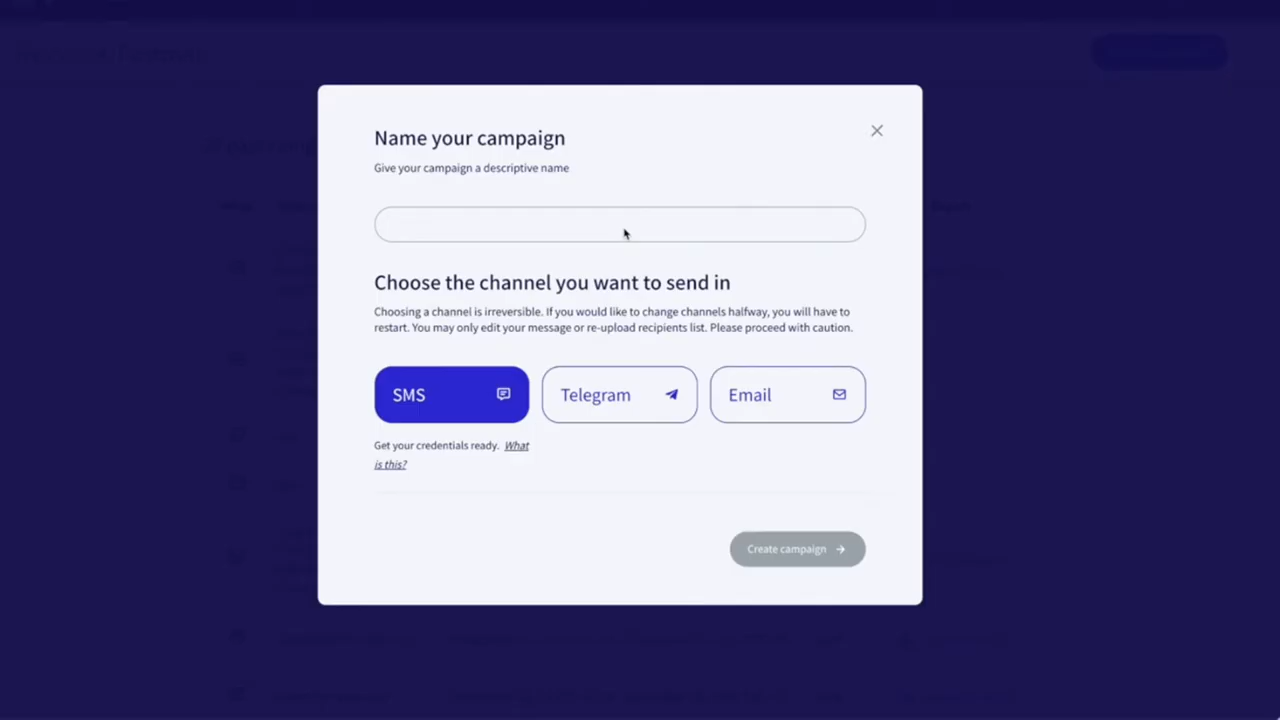 Name your campaign
Give your campaign a descriptive name
Choose the channel you want to send in
Choosing a channel is irreversible. If you would like to change channels halfway, you will have to
restart. You may only edit your message or re-upload recipients list. Please proceed with caution.
SMS
Telegram
Email
Get your credentials ready. What
is this?
Create campaign